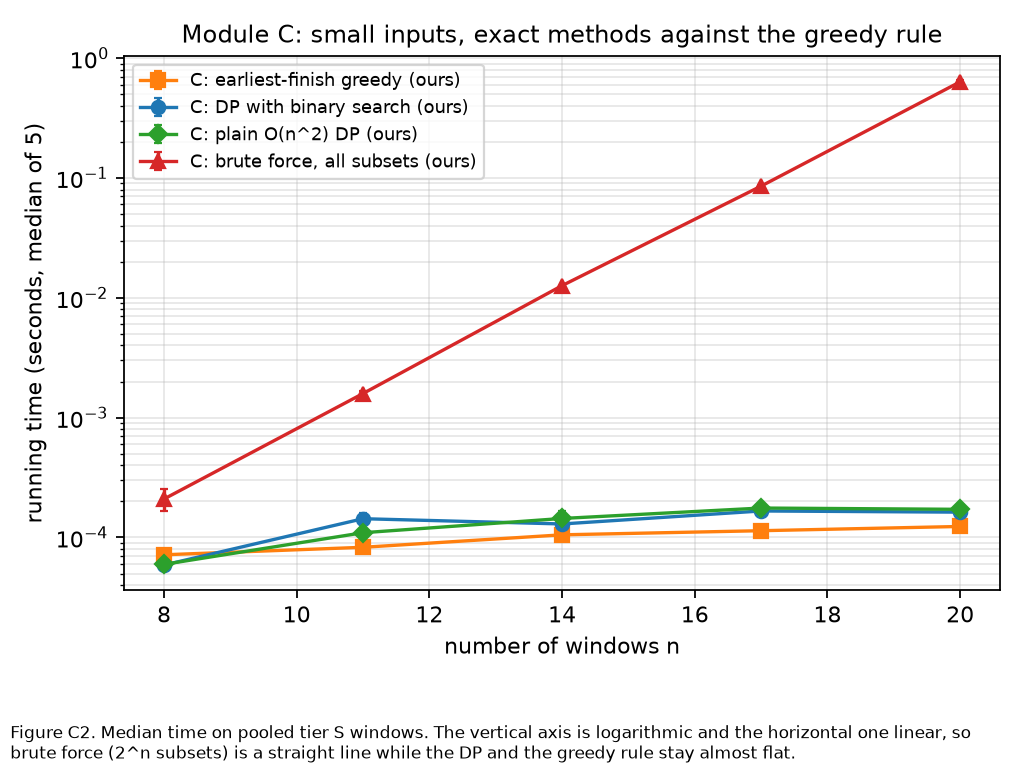 Module C: small inputs, exact methods against the greedy rule
C: earliest-finish greedy (ours)
C: DP with binary search (ours)
C: plain O(n^2) DP (ours)
C: brute force, all subsets (ours)
running time (seconds, median of 5)
10⁰
10⁻¹
10⁻²
10⁻³
10⁻⁴
8 10 12 14 16 18 20
number of windows n
Figure C2. Median time on pooled tier S windows. The vertical axis is logarithmic and the horizontal one linear, so
brute force (2^n subsets) is a straight line while the DP and the greedy rule stay almost flat.